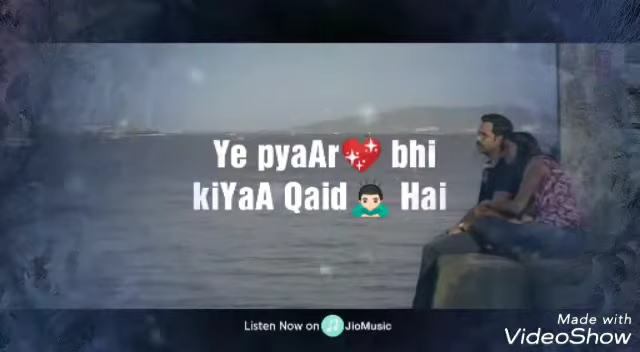 Ye pyaAr💖 bhi
kiYaA Qaid🙇🏻‍♂️ Hai
Listen Now on JioMusic
Made with
VideoShow